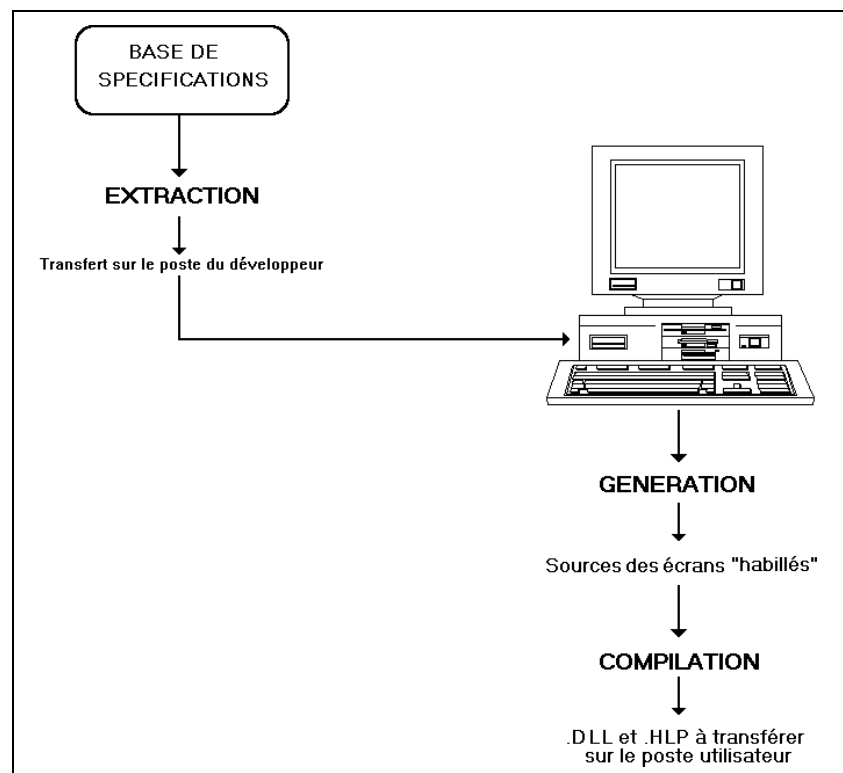 BASE DE
SPECIFICATIONS
EXTRACTION
Transfert sur le poste du développeur
GENERATION
Sources des écrans "habillés"
COMPILATION
.DLL et .HLP à transférer
sur le poste utilisateur